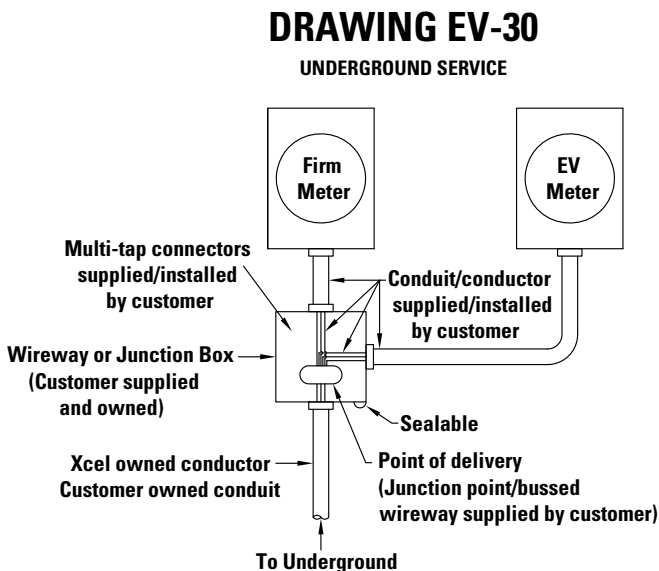 DRAWING EV-30
UNDERGROUND SERVICE
Firm
Meter
EV
Meter
Multi-tap connectors
supplied/installed
by customer
Conduit/conductor
supplied/installed
by customer
Wireway or Junction Box
(Customer supplied
and owned)
Sealable
Xcel owned conductor
Customer owned conduit
Point of delivery
(Junction point/bussed
wireway supplied by customer)
To Underground